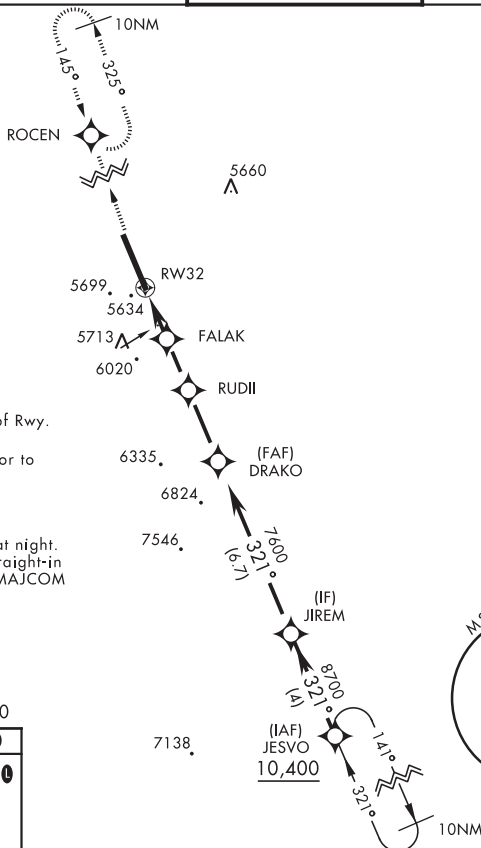 10NM
145°
325°
ROCEN
5660
RW32
5699
5634
5713
FALAK
6020
RUDII
of Rwy.
or to
6335
(FAF)
DRAKO
6824
at night.
raight-in
MAJCOM
7546
7600
321°
(6.7)
(IF)
JIREM
8700
321°
(4)
MS
0
)
L
7138
(IAF)
JESVO
10,400
141°
321°
10NM